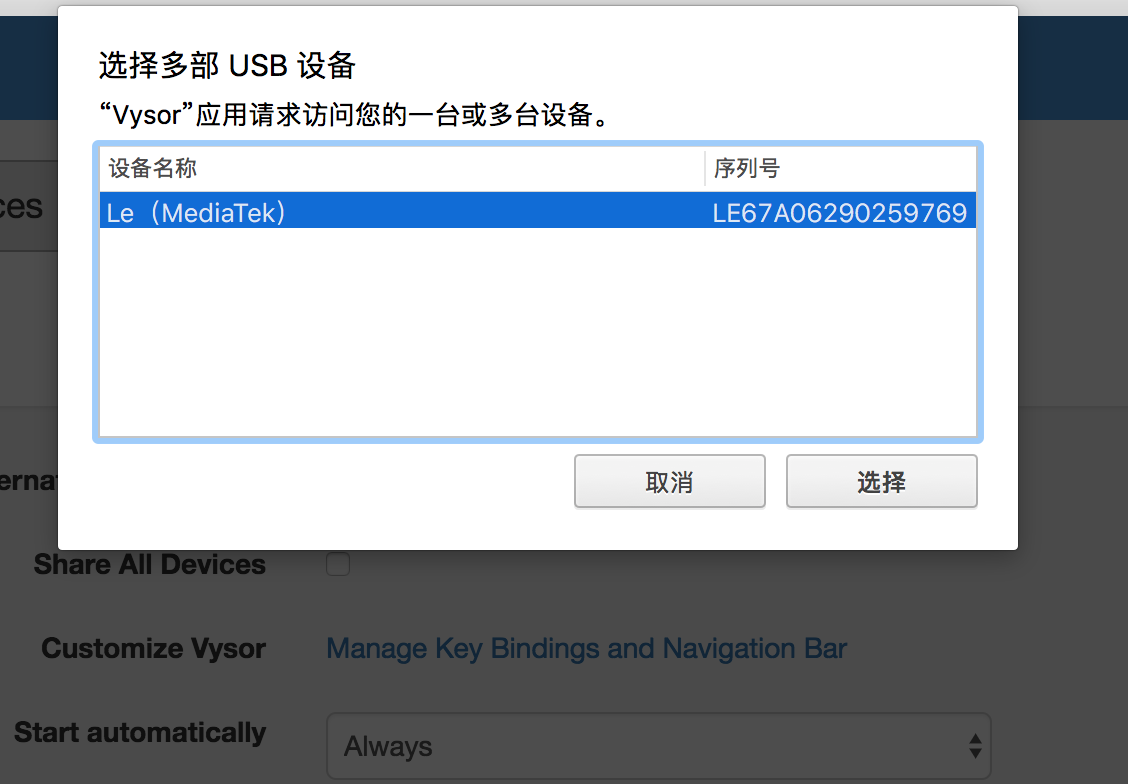 选择多部 USB 设备
“Vysor”应用请求访问您的一台或多台设备。
设备名称 序列号
Le（MediaTek） LE67A06290259769
取消 选择
Share All Devices
Customize Vysor Manage Key Bindings and Navigation Bar
Start automatically Always